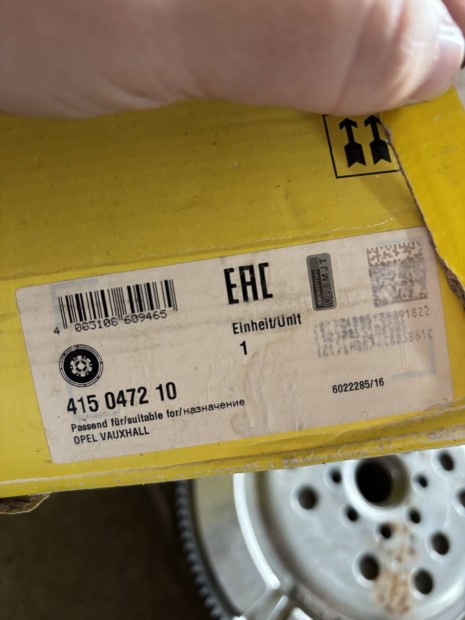 4 003106 609465
EAC
Einheit/Unit
1
415 0472 10
Passend für/suitable for/назначение
OPEL VAUXHALL
6022285/16